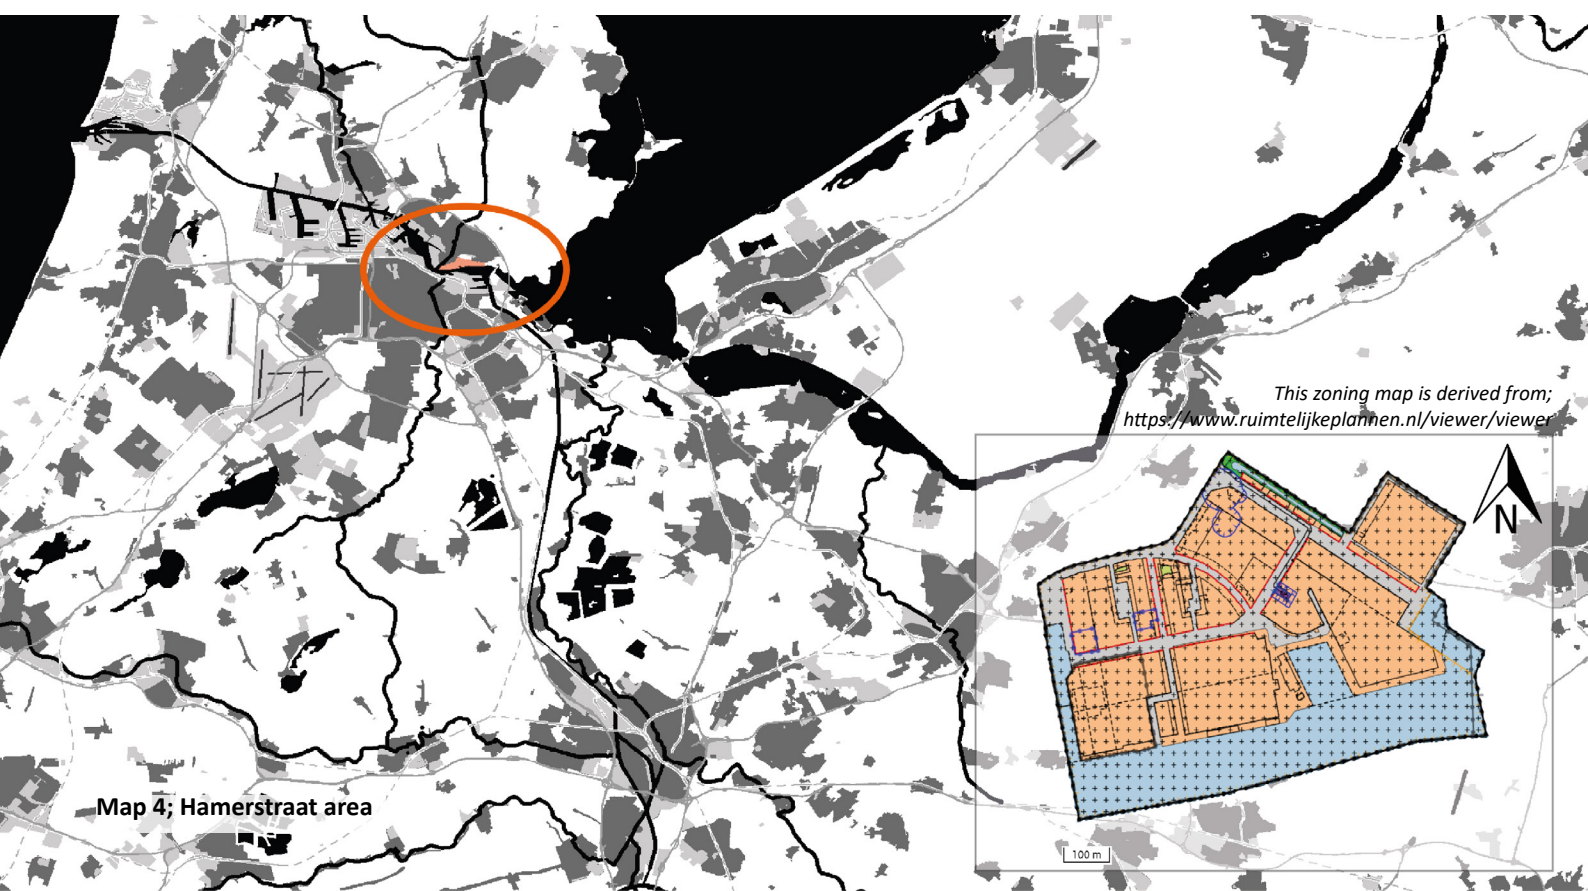 This zoning map is derived from;
https://www.ruimtelijkeplannen.nl/viewer/viewer
N
Map 4; Hamerstraat area
100 m